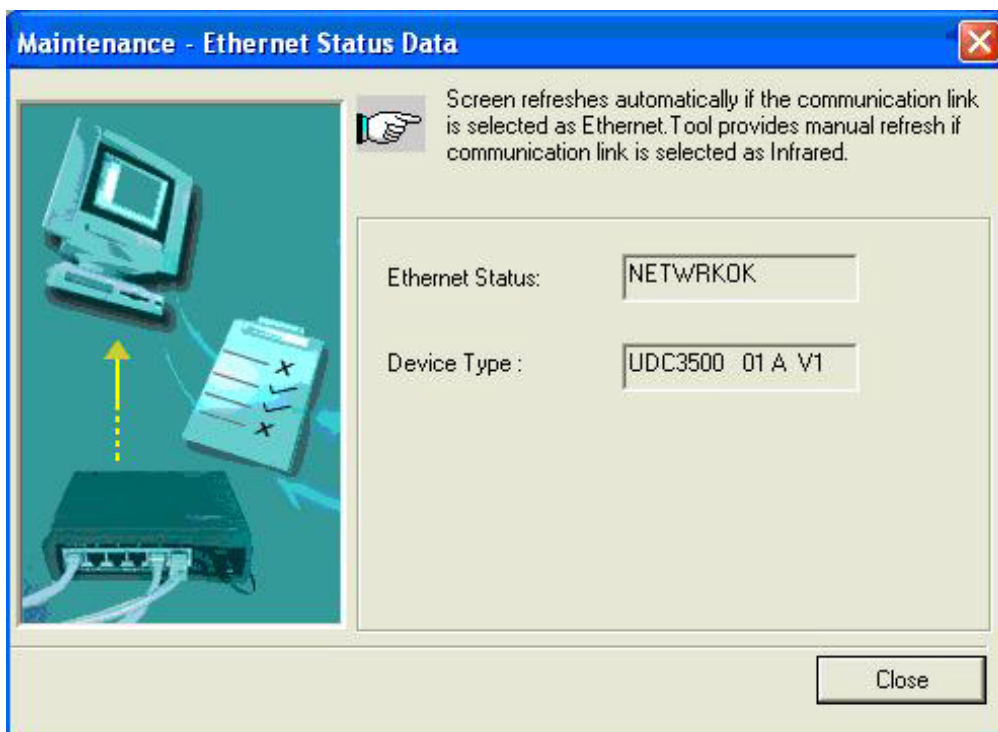 Maintenance - Ethernet Status Data
Screen refreshes automatically if the communication link
is selected as Ethernet.Tool provides manual refresh if
communication link is selected as Infrared.
Ethernet Status: NETWRKOK
Device Type : UDC3500 01 A V1
Close